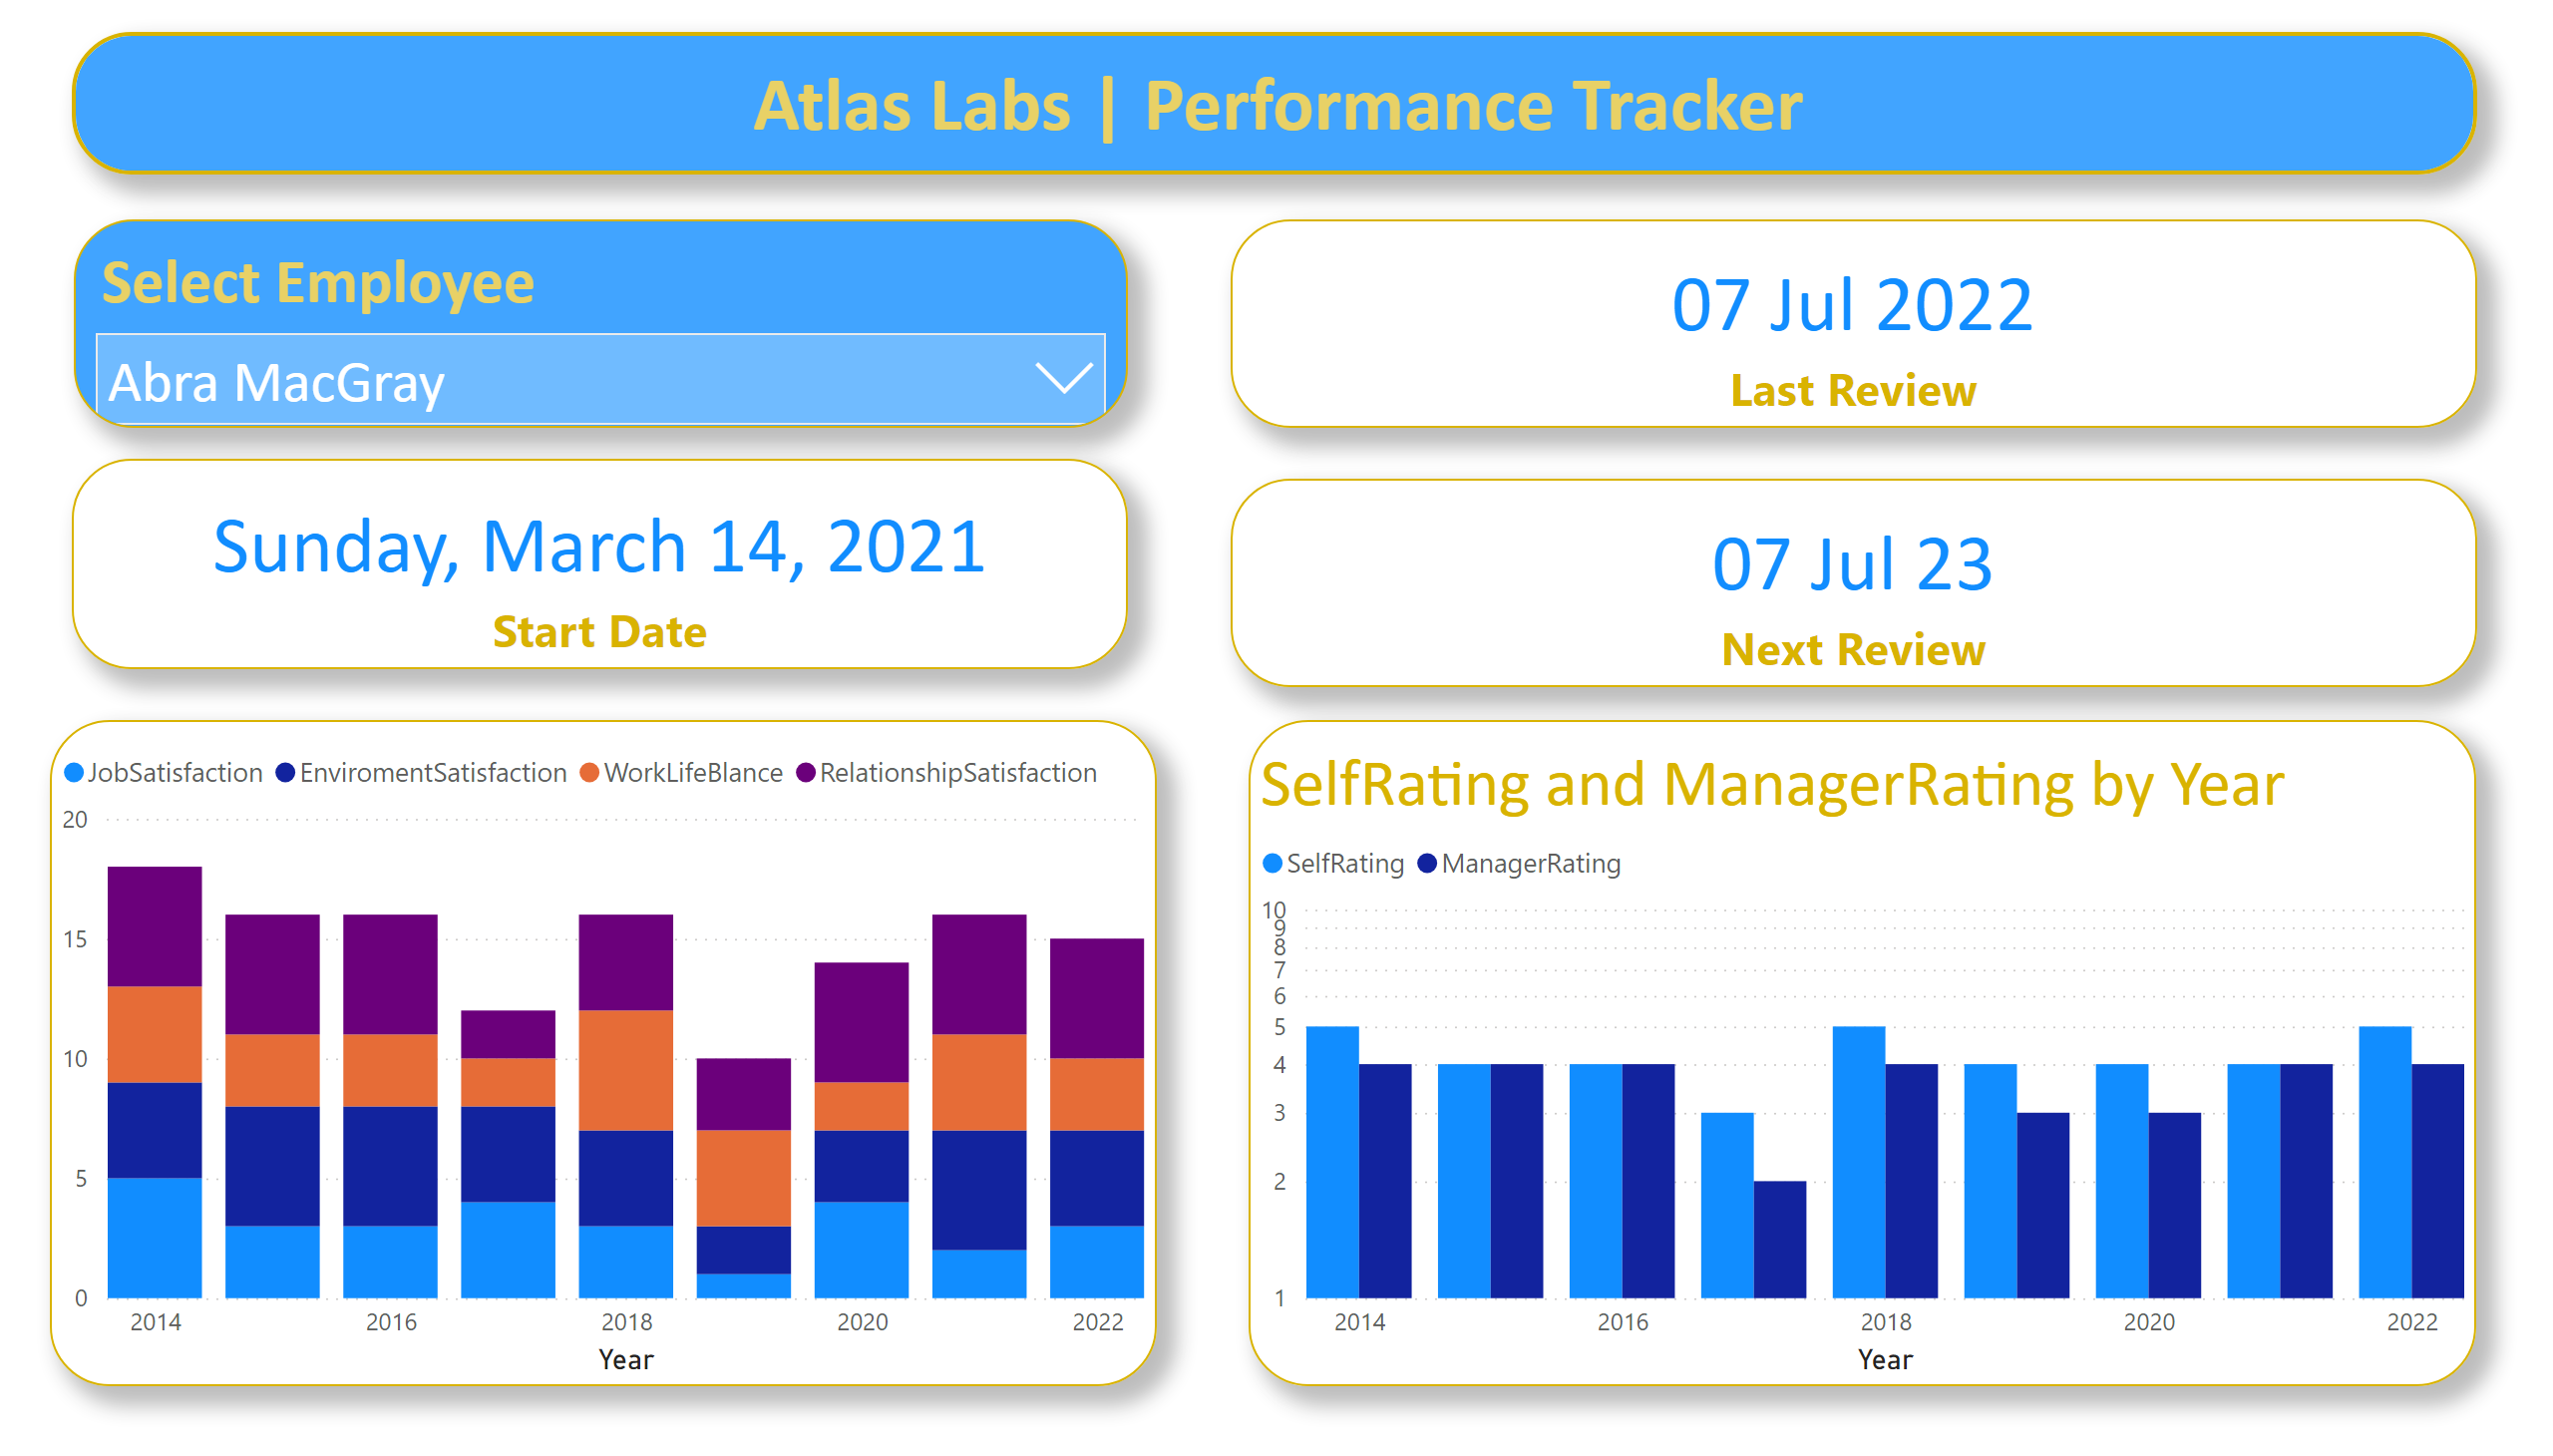 Atlas Labs | Performance Tracker
Select Employee
Abra MacGray
07 Jul 2022
Last Review
Sunday, March 14, 2021
Start Date
07 Jul 23
Next Review
JobSatisfaction EnviromentSatisfaction WorkLifeBlance RelationshipSatisfaction
20
15
10
5
0
2014 2016 2018 2020 2022
Year
SelfRating and ManagerRating by Year
SelfRating ManagerRating
10
9
8
7
6
5
4
3
2
1
2014 2016 2018 2020 2022
Year